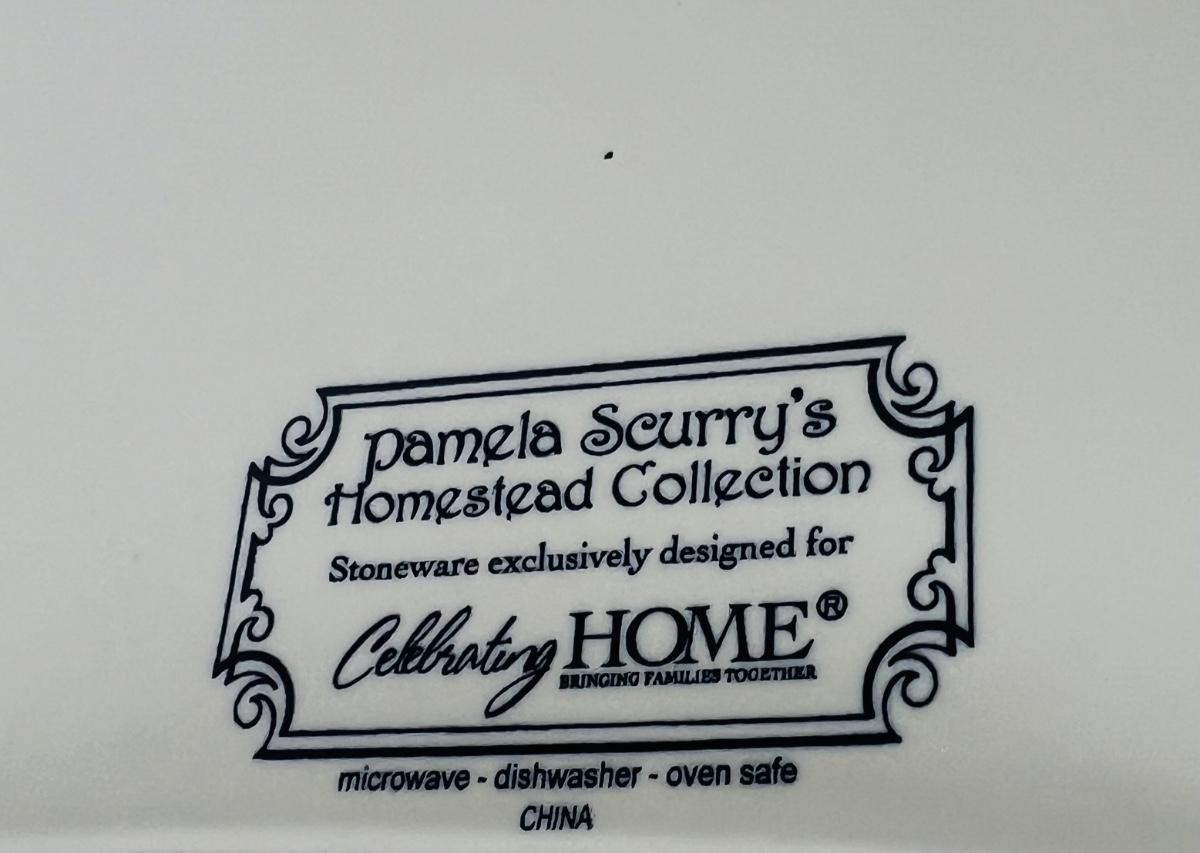 Pamela Scurry's
Homestead Collection
Stoneware exclusively designed for
Celebrating HOME®
BRINGING FAMILIES TOGETHER
microwave - dishwasher - oven safe
CHINA